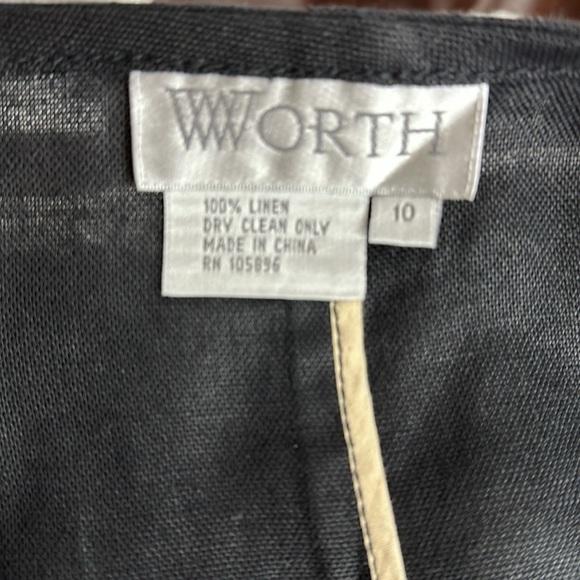 WORTH
100% LINEN
10
DRY CLEAN ONLY
MADE IN CHINA
RN 105896